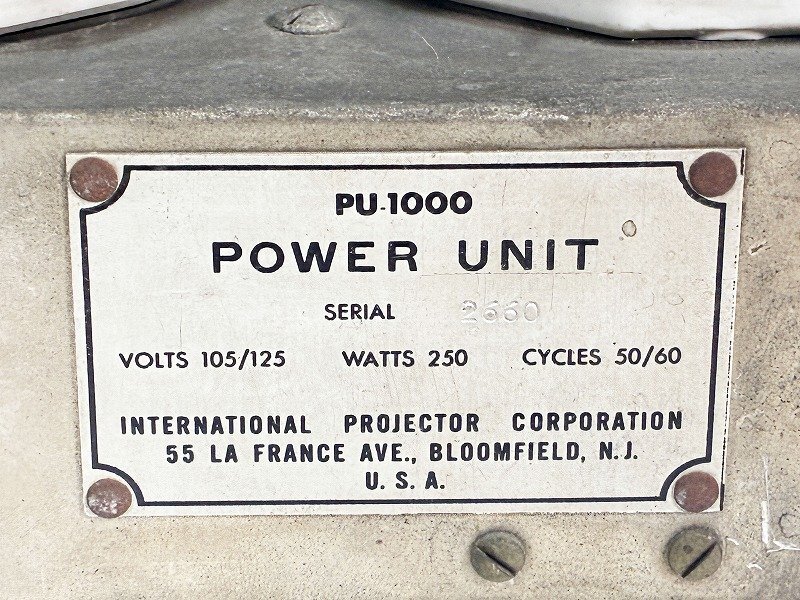 PU-1000
POWER UNIT
SERIAL 2660
VOLTS 105/125 WATTS 250 CYCLES 50/60
INTERNATIONAL PROJECTOR CORPORATION
55 LA FRANCE AVE., BLOOMFIELD, N.J.
U. S. A.